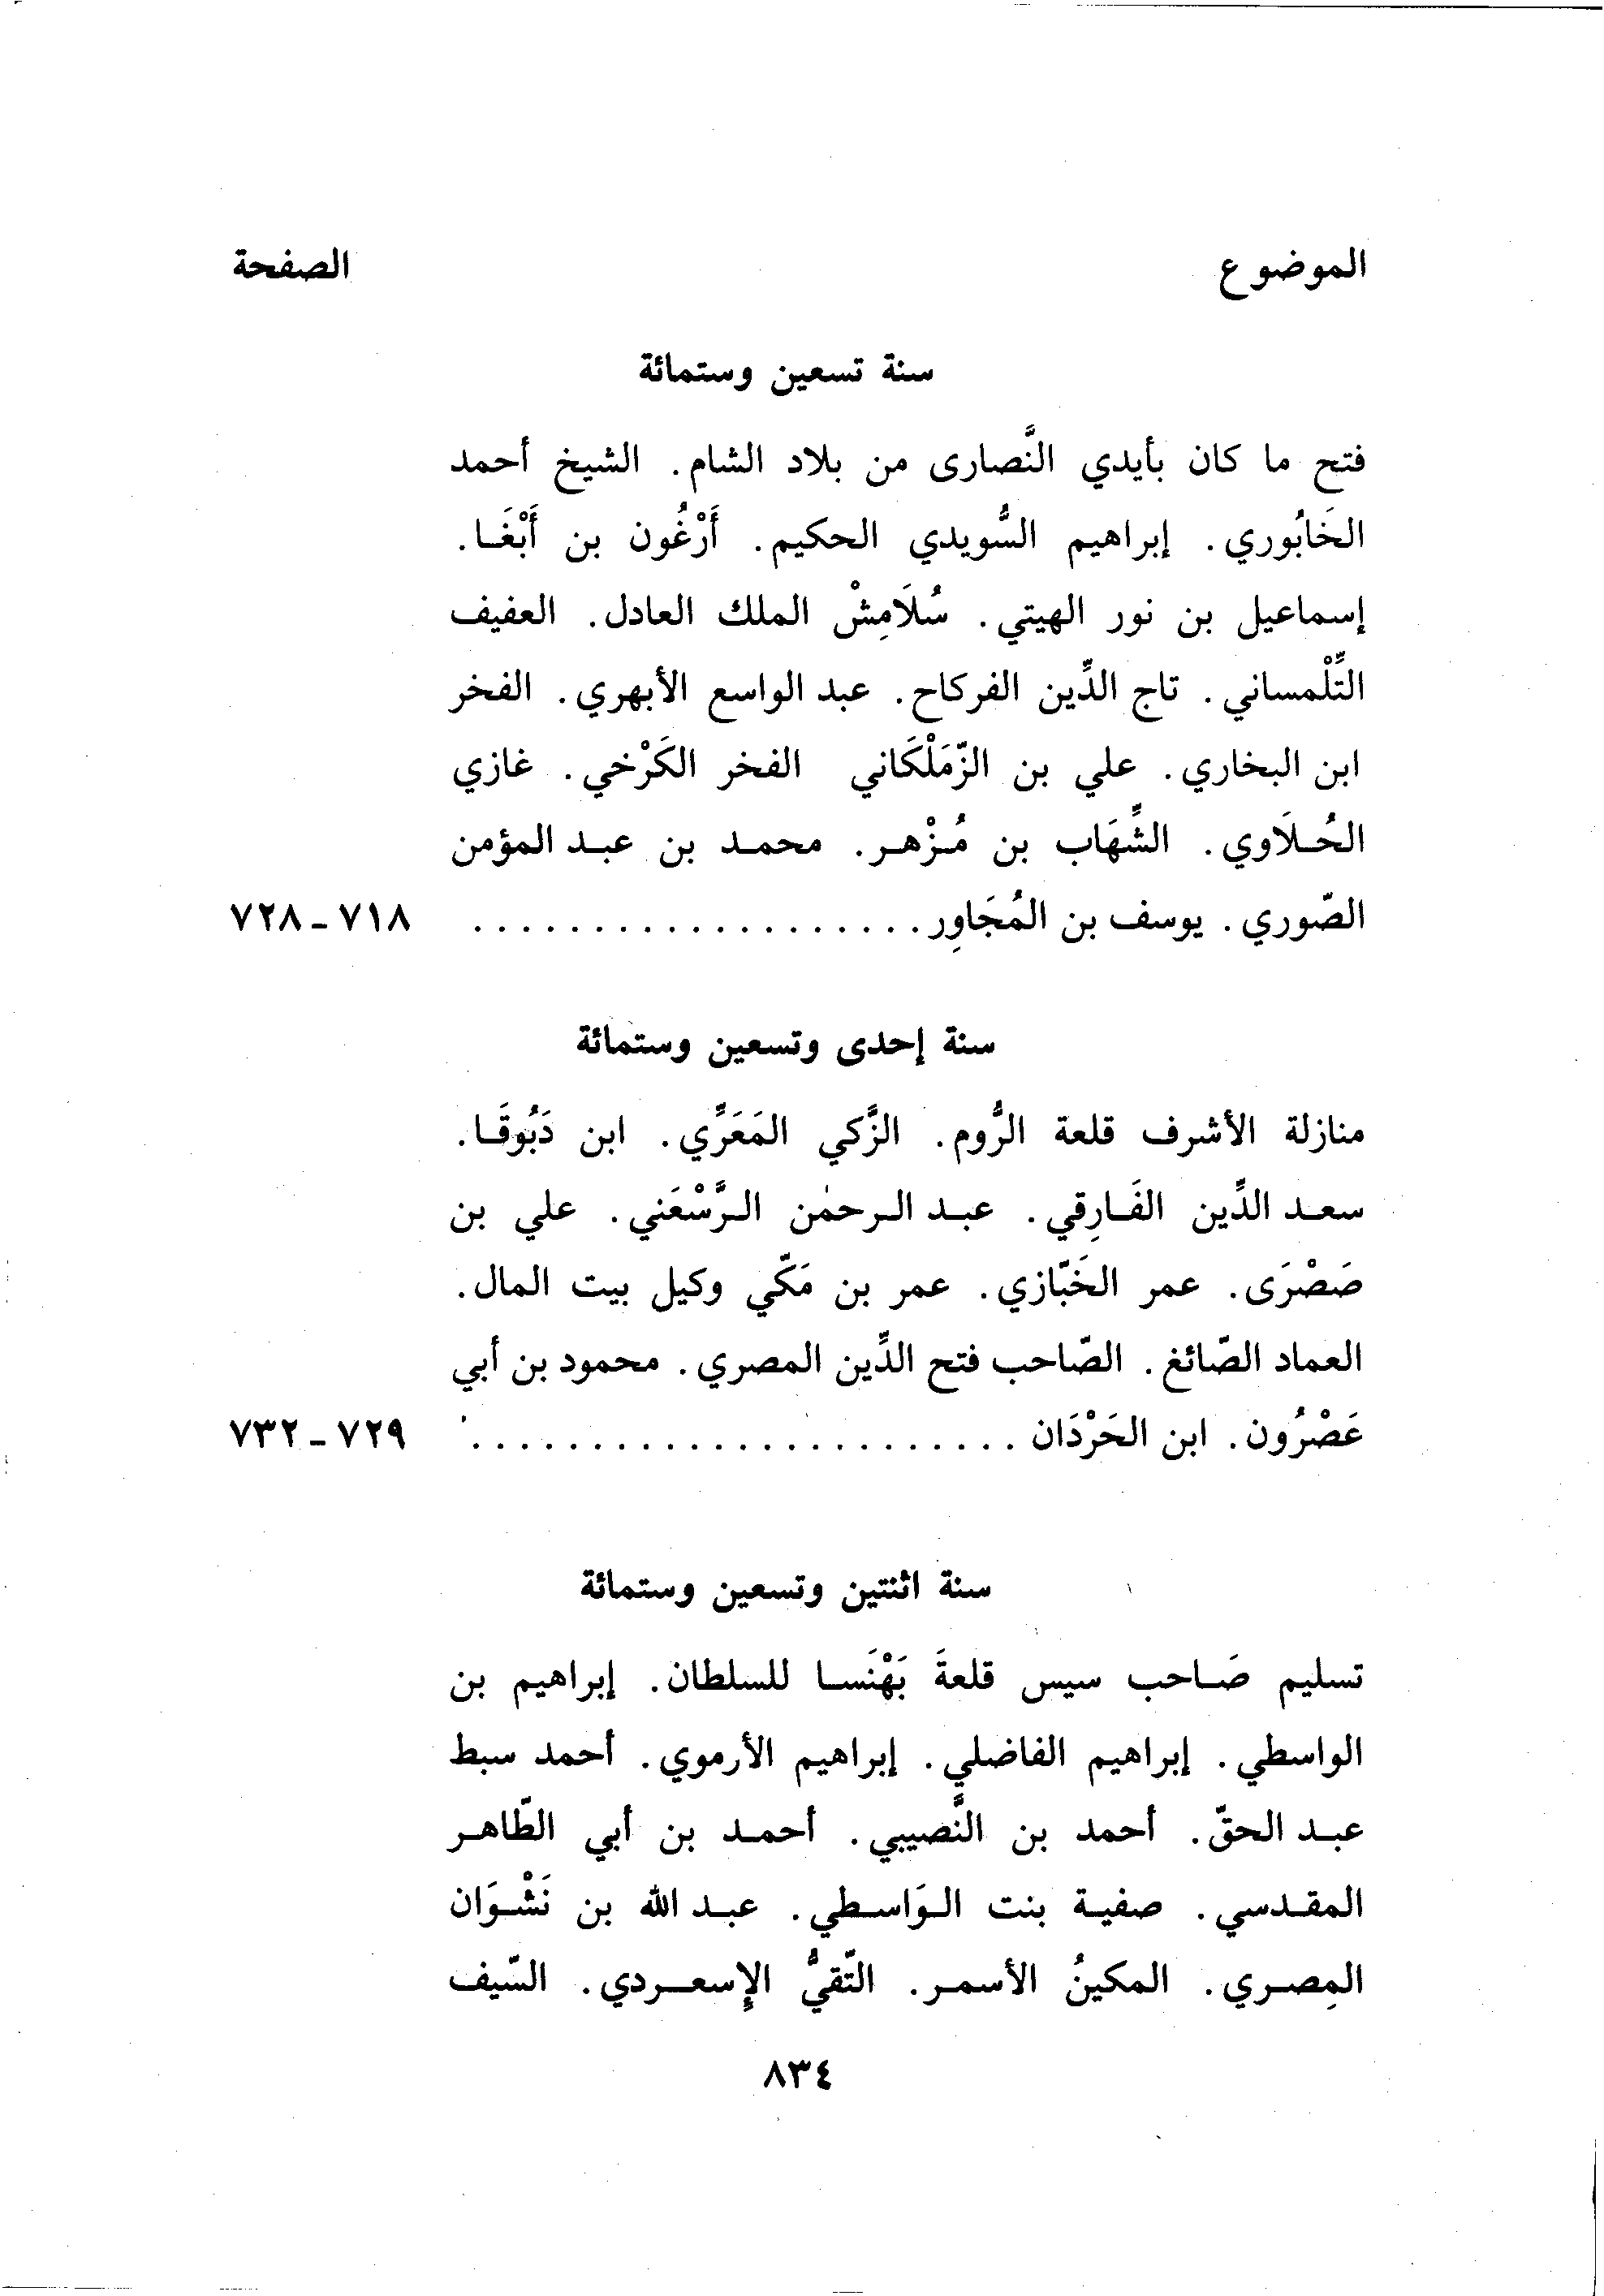 الموضوع الصفحة
سنة تسعين وستمائة
فتح ما كان بأيدي النَّصارى من بلاد الشام. الشيخ أحمد
الخَابُوري. إبراهيم السُّويدي الحكيم. أَرْغُون بن أَبْغَا.
إسماعيل بن نور الهيتي. سُلَامِشْ الملك العادل. العفيف
التِّلْمساني. تاج الدِّين الفركاح. عبد الواسع الأبهري. الفخر
ابن البخاري. علي بن الزّمَلْكَاني الفخر الكَرْخي. غازي
الحُلَاوي. الشِّهَاب بن مُزْهر. محمد بن عبد المؤمن
الصّوري. يوسف بن المُجَاوِر................... ٧١٨ـ٧٢٨
سنة إحدى وتسعين وستمائة
منازلة الأشرف قلعة الرُّوم. الزَّكي المَعَرِّي. ابن دَبُوقَا.
سعد الدِّين الفَارِقي. عبد الرحمٰن الرَّسْعَني. علي بن
صَصْرَى. عمر الخَبّازي. عمر بن مَكّي وكيل بيت المال.
العماد الصّائغ. الصّاحب فتح الدِّين المصري. محمود بن أبي
عَصْرُون. ابن الحَرْدَان....................... ٧٢٩ـ٧٣٢
سنة اثنتين وتسعين وستمائة
تسليم صَاحب سيس قلعةَ بَهْنَسا للسلطان. إبراهيم بن
الواسطي. إبراهيم الفاضلي. إبراهيم الأرموي. أحمد سبط
عبد الحقّ. أحمد بن النَّصيبي. أحمد بن أبي الطّاهر
المقدسي. صفية بنت الوَاسطي. عبد الله بن نَشْوَان
المِصري. المكينُ الأسمر. التّقيُّ الإِسعردي. السّيف
٨٣٤